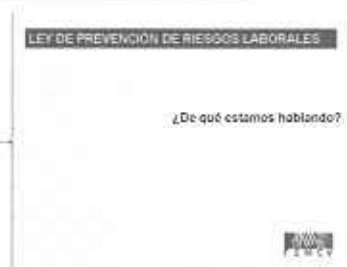 LEY DE PREVENCIÓN DE RIESGOS LABORALES
¿De qué estamos hablando?